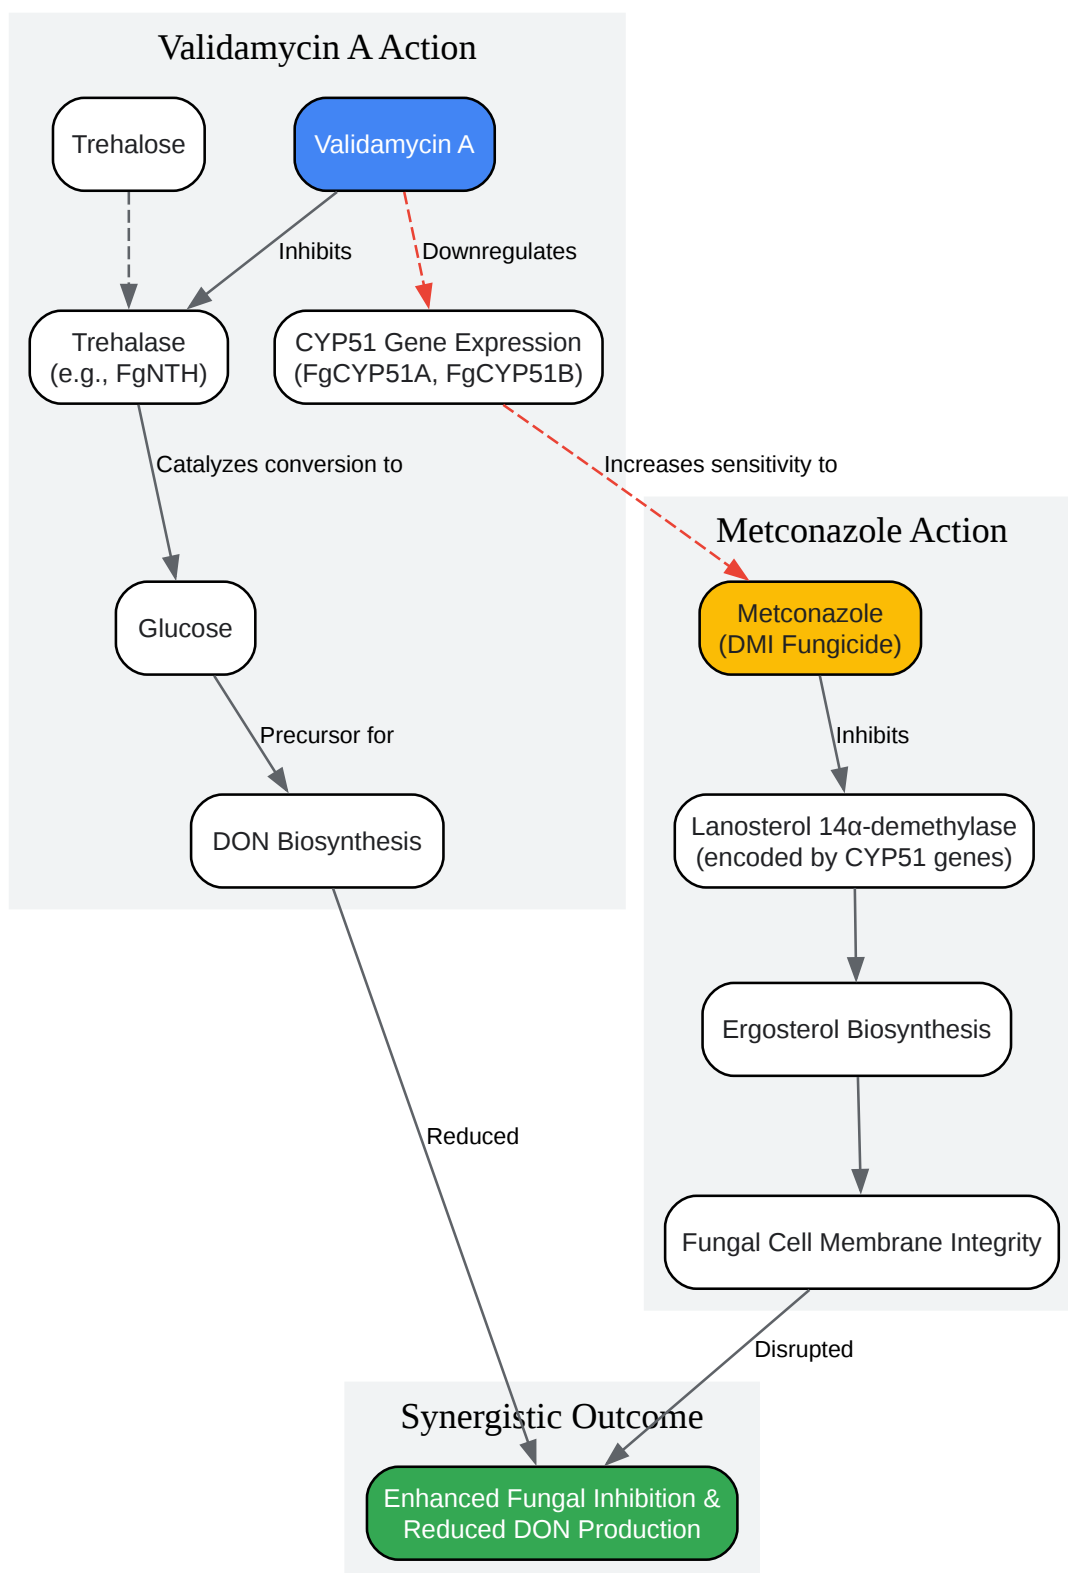 Validamycin A Action
Trehalose
Validamycin A
Inhibits
Downregulates
Trehalase
(e.g., FgNTH)
CYP51 Gene Expression
(FgCYP51A, FgCYP51B)
Catalyzes conversion to
Increases sensitivity to
Metconazole Action
Glucose
Metconazole
(DMI Fungicide)
Precursor for
Inhibits
DON Biosynthesis
Lanosterol 14α-demethylase
(encoded by CYP51 genes)
Ergosterol Biosynthesis
Reduced
Fungal Cell Membrane Integrity
Disrupted
Synergistic Outcome
Enhanced Fungal Inhibition &
Reduced DON Production